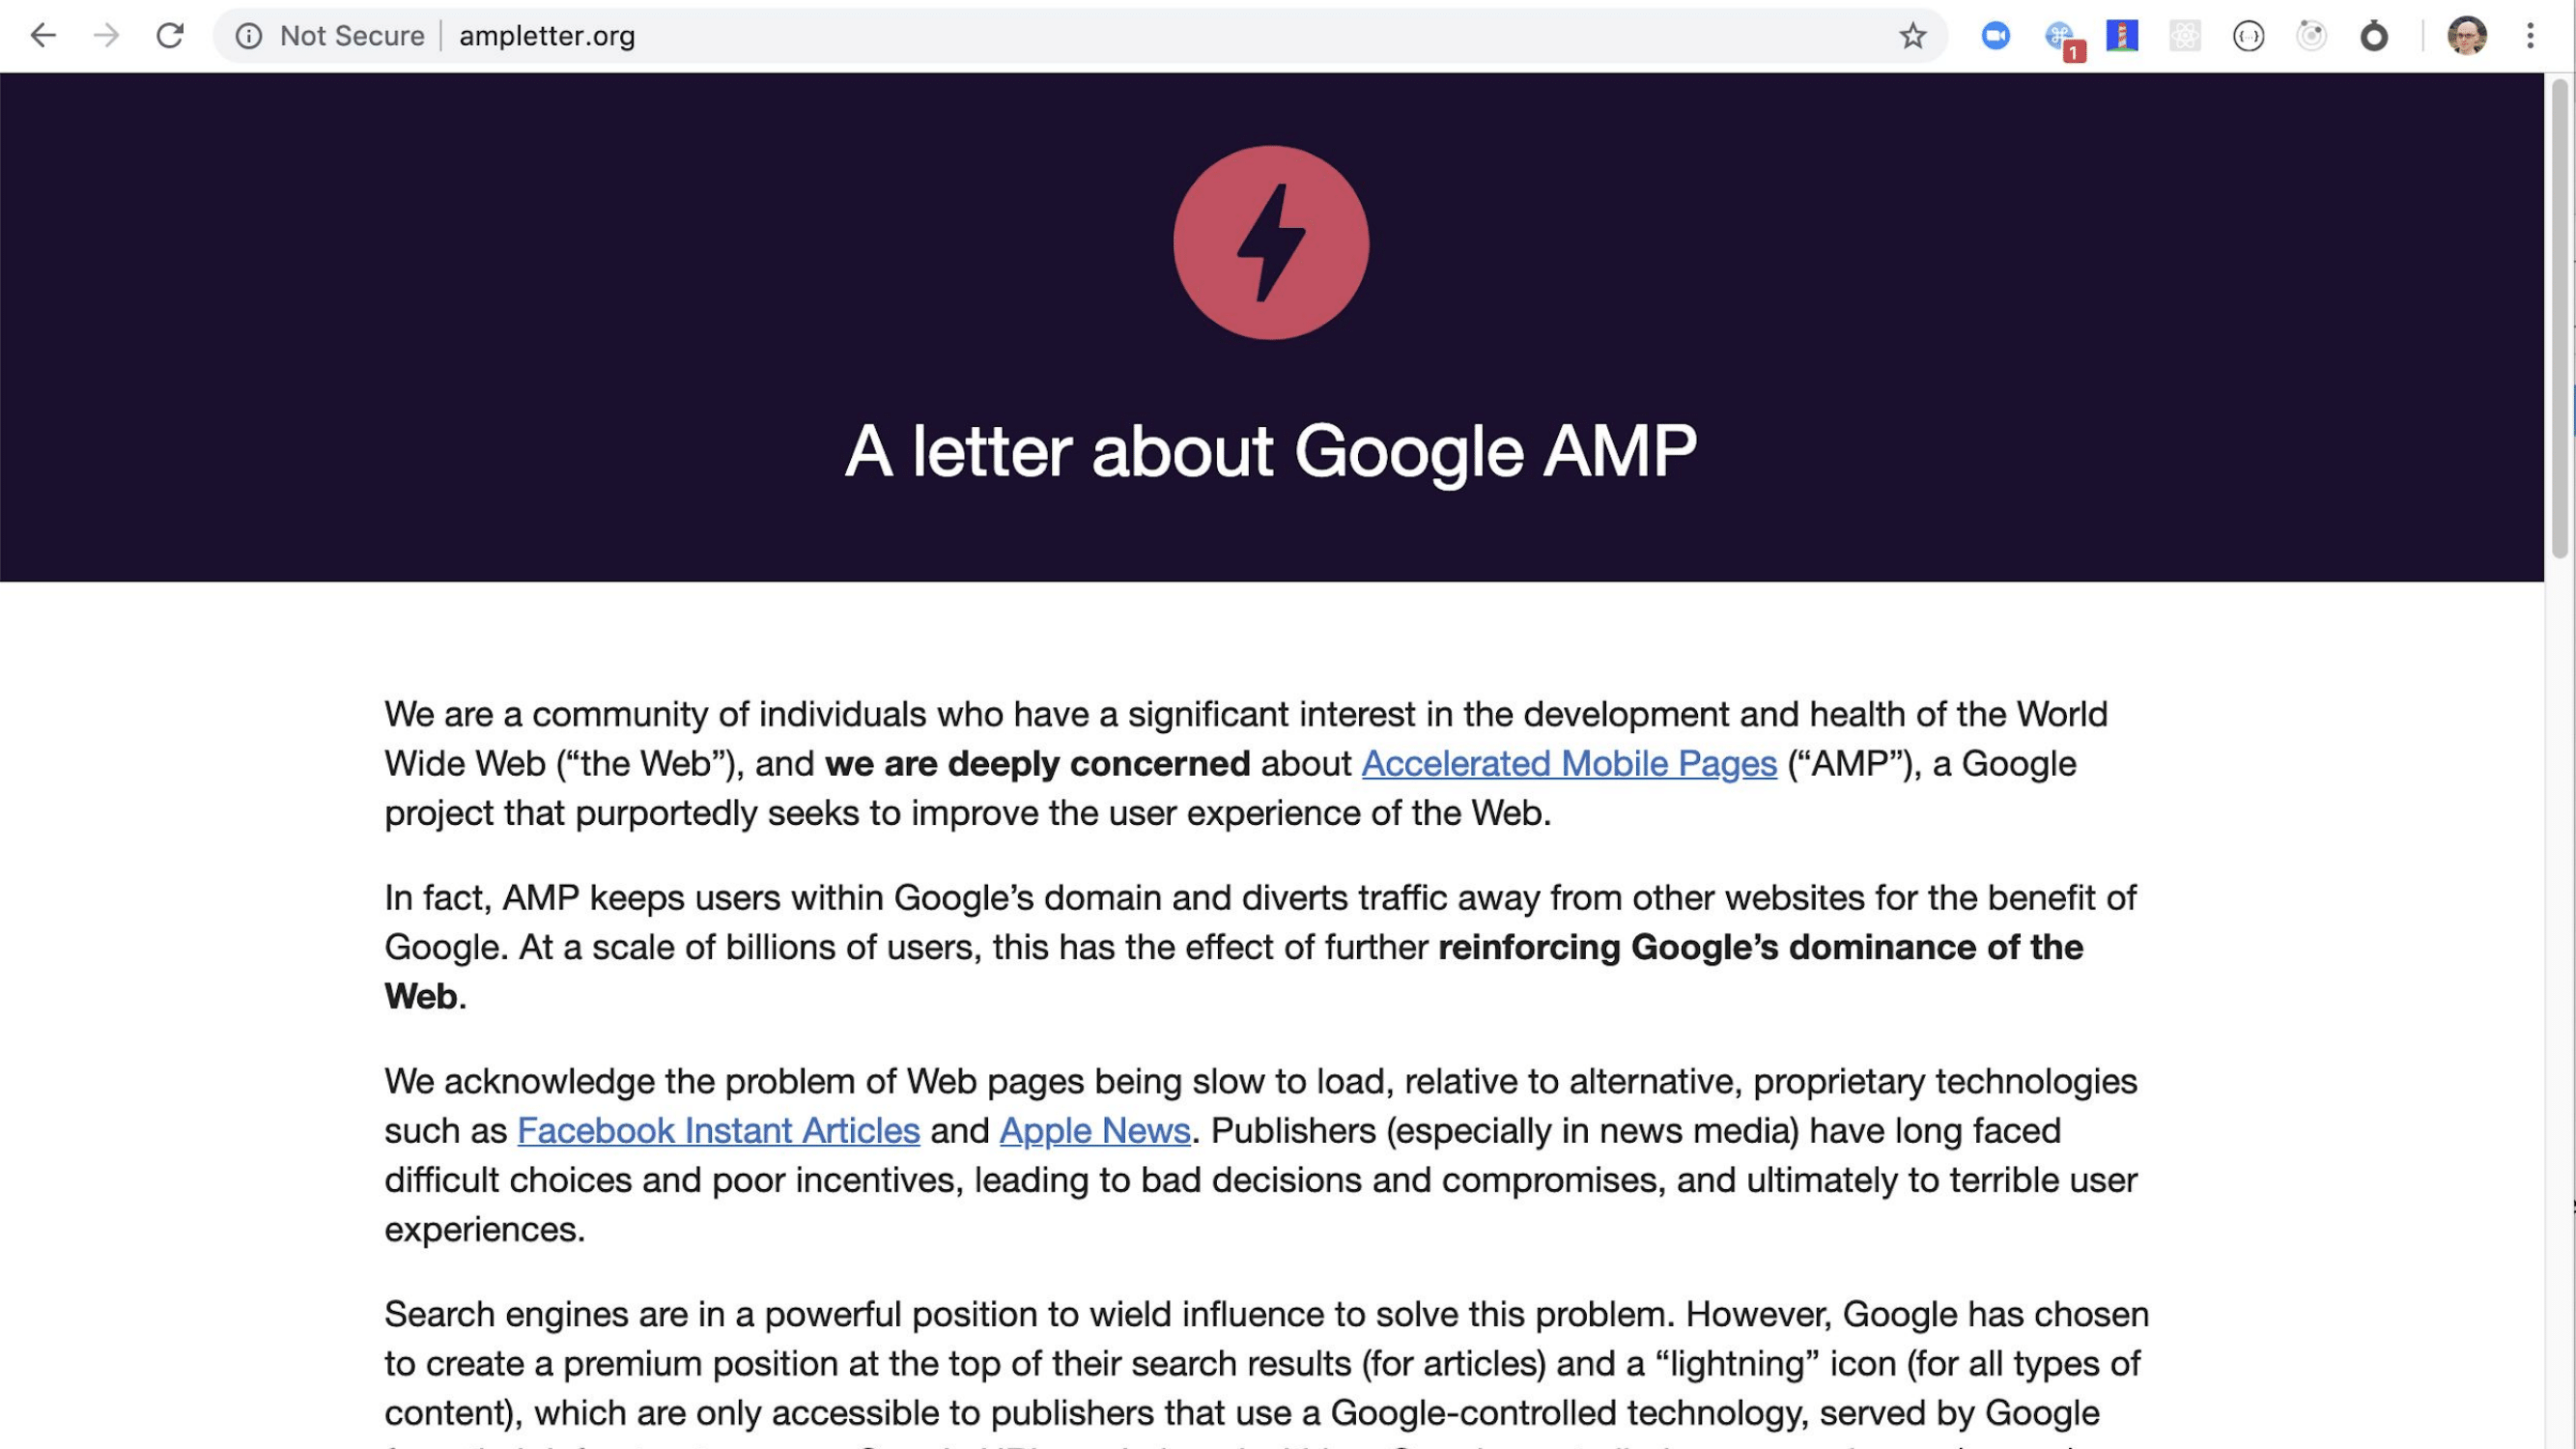 Not Secure ampletter.org
1
A letter about Google AMP
We are a community of individuals who have a significant interest in the development and health of the World
Wide Web (“the Web”), and we are deeply concerned about Accelerated Mobile Pages (“AMP”), a Google
project that purportedly seeks to improve the user experience of the Web.
In fact, AMP keeps users within Google’s domain and diverts traffic away from other websites for the benefit of
Google. At a scale of billions of users, this has the effect of further reinforcing Google’s dominance of the
Web.
We acknowledge the problem of Web pages being slow to load, relative to alternative, proprietary technologies
such as Facebook Instant Articles and Apple News. Publishers (especially in news media) have long faced
difficult choices and poor incentives, leading to bad decisions and compromises, and ultimately to terrible user
experiences.
Search engines are in a powerful position to wield influence to solve this problem. However, Google has chosen
to create a premium position at the top of their search results (for articles) and a “lightning” icon (for all types of
content), which are only accessible to publishers that use a Google-controlled technology, served by Google